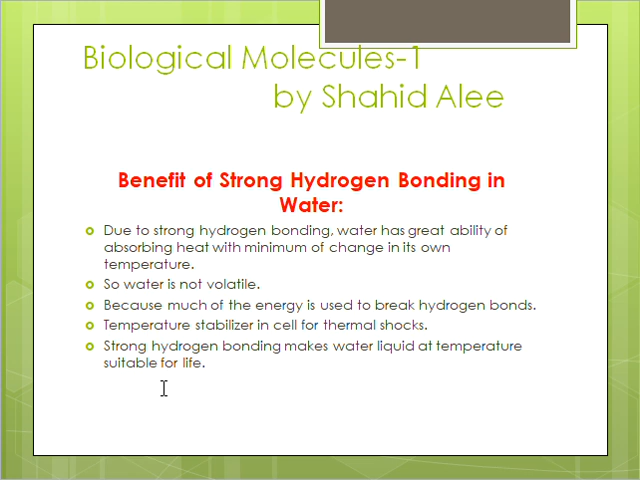 Biological Molecules-1
by Shahid Alee
Benefit of Strong Hydrogen Bonding in
Water:
Due to strong hydrogen bonding, water has great ability of
absorbing heat with minimum of change in its own
temperature.
So water is not volatile.
Because much of the energy is used to break hydrogen bonds.
Temperature stabilizer in cell for thermal shocks.
Strong hydrogen bonding makes water liquid at temperature
suitable for life.